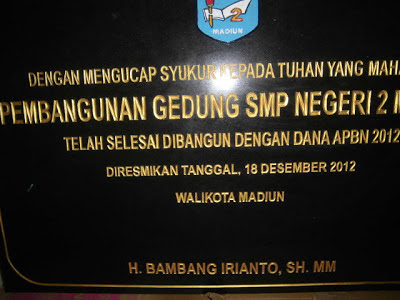 2
MADIUN
DENGAN MENGUCAP SYUKUR KEPADA TUHAN YANG MAHA
PEMBANGUNAN GEDUNG SMP NEGERI 2
TELAH SELESAI DIBANGUN DENGAN DANA APBN 2012
DIRESMIKAN TANGGAL, 18 DESEMBER 2012
WALIKOTA MADIUN
H. BAMBANG IRIANTO, SH. MM